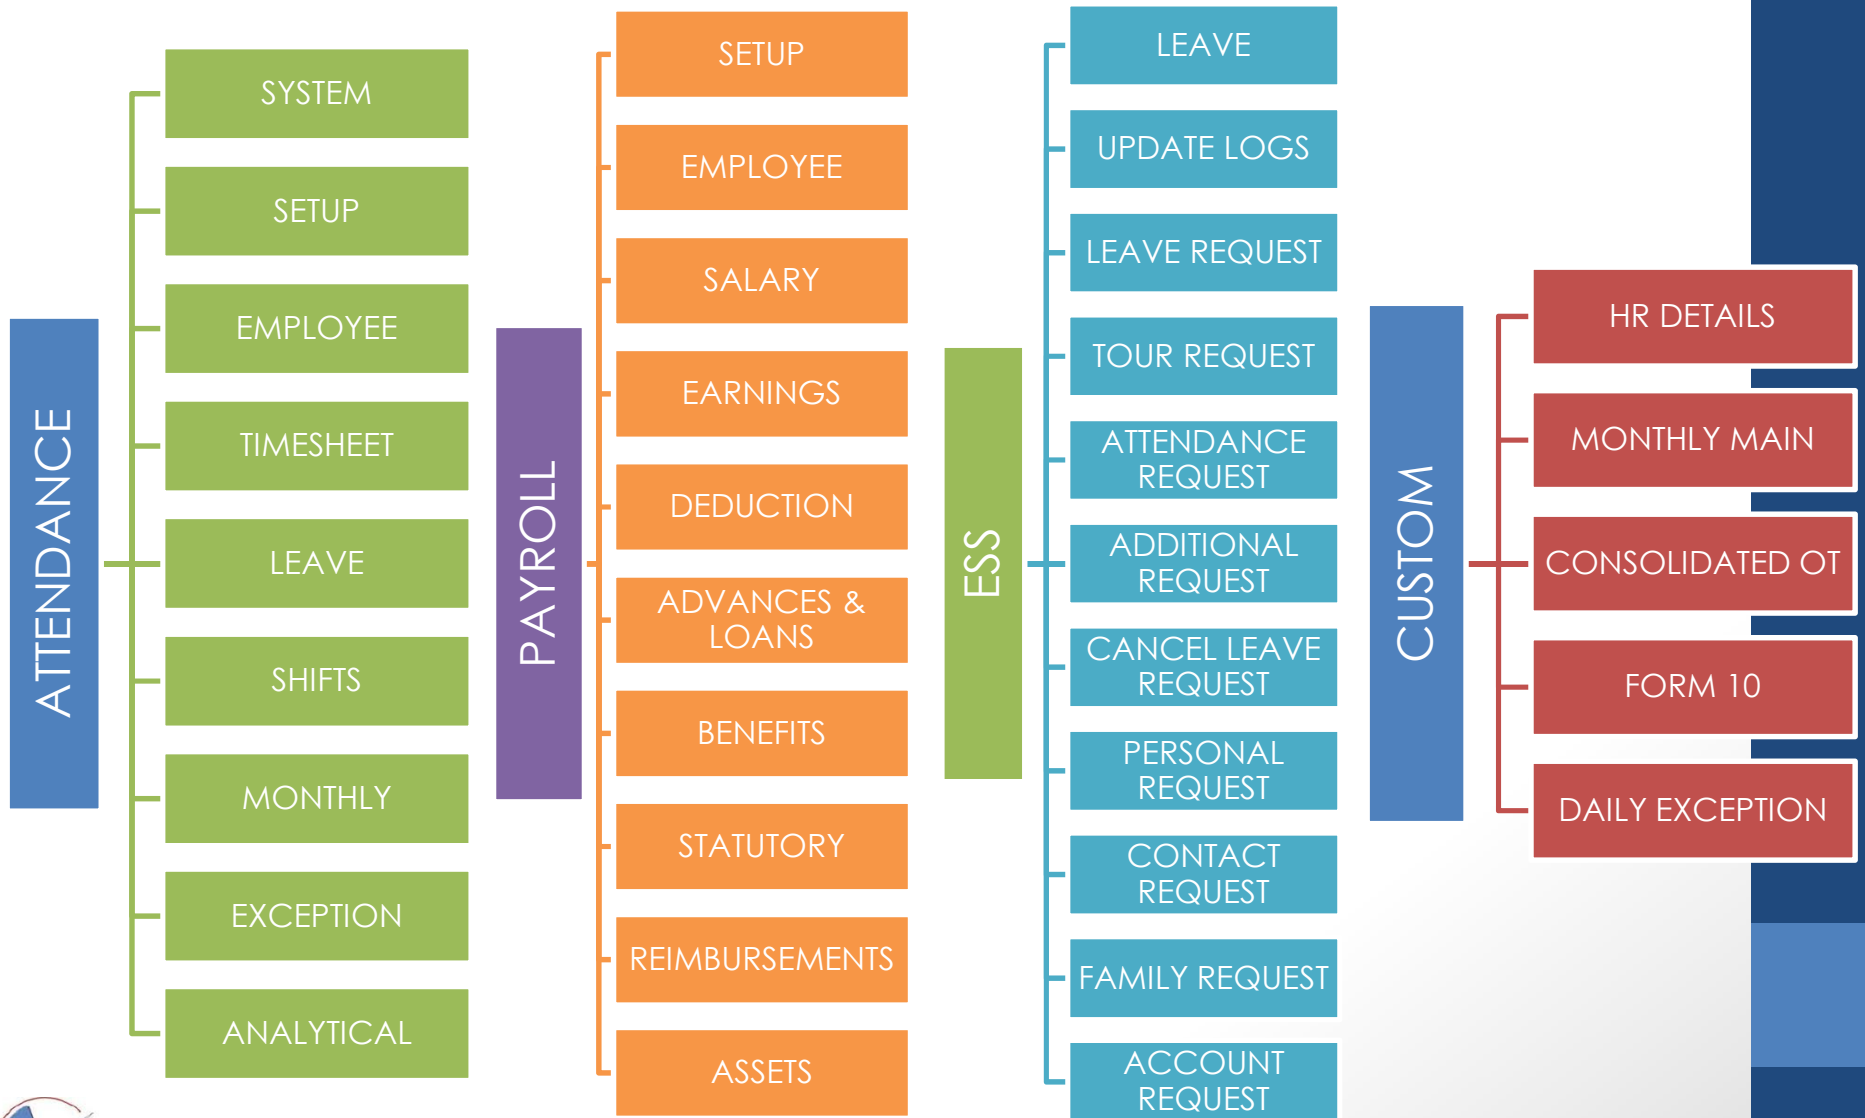 ATTENDANCE
SYSTEM
SETUP
EMPLOYEE
TIMESHEET
LEAVE
SHIFTS
MONTHLY
EXCEPTION
ANALYTICAL
PAYROLL
SETUP
EMPLOYEE
SALARY
EARNINGS
DEDUCTION
ADVANCES &
LOANS
BENEFITS
STATUTORY
REIMBURSEMENTS
ASSETS
ESS
LEAVE
UPDATE LOGS
LEAVE REQUEST
TOUR REQUEST
ATTENDANCE
REQUEST
ADDITIONAL
REQUEST
CANCEL LEAVE
REQUEST
PERSONAL
REQUEST
CONTACT
REQUEST
FAMILY REQUEST
ACCOUNT
REQUEST
CUSTOM
HR DETAILS
MONTHLY MAIN
CONSOLIDATED OT
FORM 10
DAILY EXCEPTION